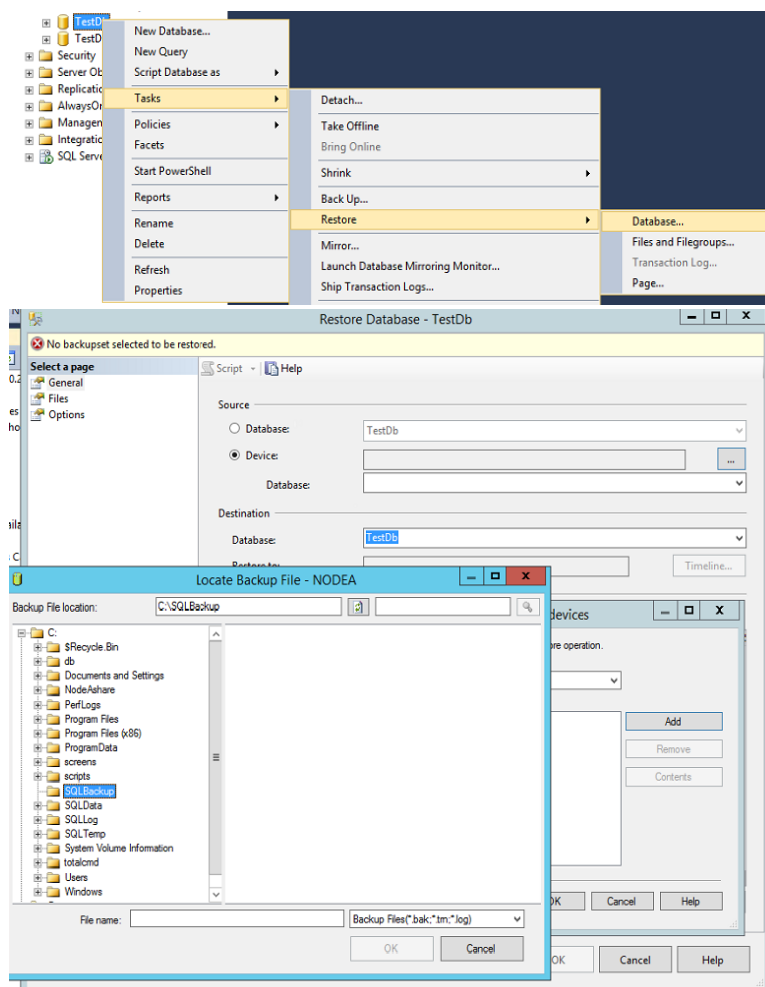 TestDb
TestD
Security
Server Ob
Replicatio
AlwaysOn
Managen
Integratio
SQL Serve
New Database...
New Query
Script Database as
Tasks
Policies
Facets
Start PowerShell
Reports
Rename
Delete
Refresh
Properties
Detach...
Take Offline
Bring Online
Shrink
Back Up...
Restore
Mirror...
Launch Database Mirroring Monitor...
Ship Transaction Logs...
Database...
Files and Filegroups...
Transaction Log...
Page...
Restore Database - TestDb
No backupset selected to be restored.
Select a page
General
Files
Options
Script
Help
Source
Database:
TestDb
Device:
...
Database:
Destination
Database:
TestDb
Restore to:
Timeline...
Locate Backup File - NODEA
Backup File location:
C:\SQLBackup
C:
$Recycle.Bin
db
Documents and Settings
NodeAshare
PerfLogs
Program Files
Program Files (x86)
ProgramData
screens
scripts
SQLBackup
SQLData
SQLLog
SQLTemp
System Volume Information
totalcmd
Users
Windows
File name:
Backup Files(*.bak;*.trn;*.log)
OK
Cancel
devices
ore operation.
Add
Remove
Contents
OK
Cancel
Help
OK
Cancel
Help